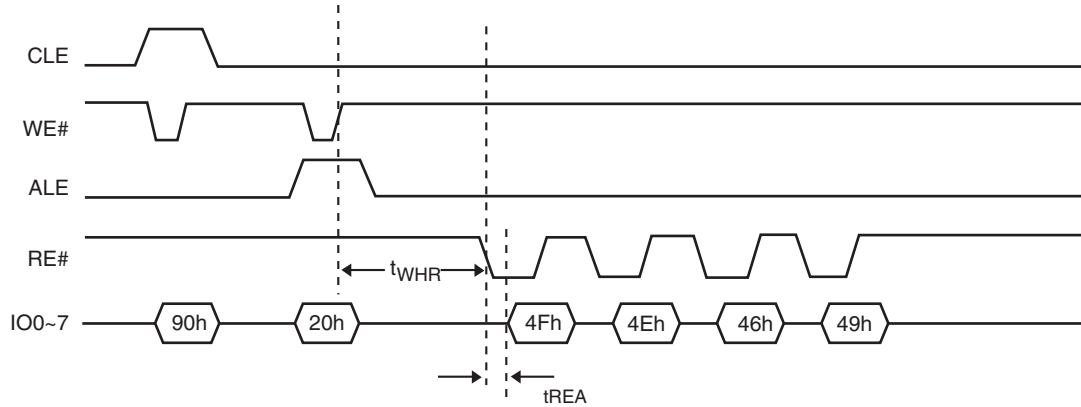 CLE
WE#
ALE
RE#
tWHR
IO0~7
90h
20h
4Fh
4Eh
46h
49h
tREA